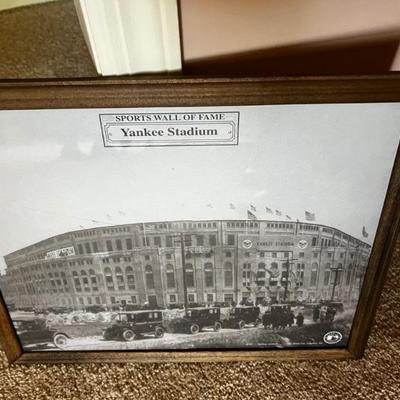 SPORTS WALL OF FAME
Yankee Stadium
YANKEE STADIUM